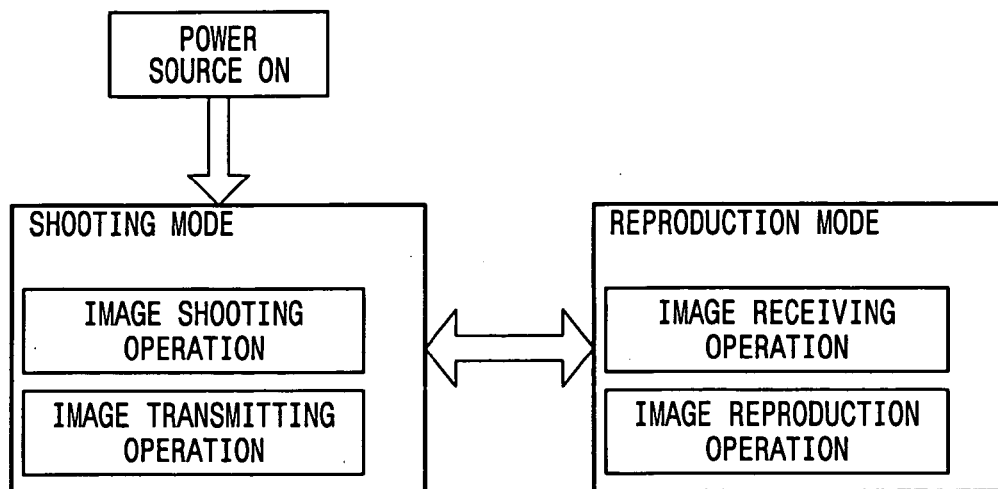 POWER
SOURCE ON
SHOOTING MODE
IMAGE SHOOTING
OPERATION
IMAGE TRANSMITTING
OPERATION
REPRODUCTION MODE
IMAGE RECEIVING
OPERATION
IMAGE REPRODUCTION
OPERATION